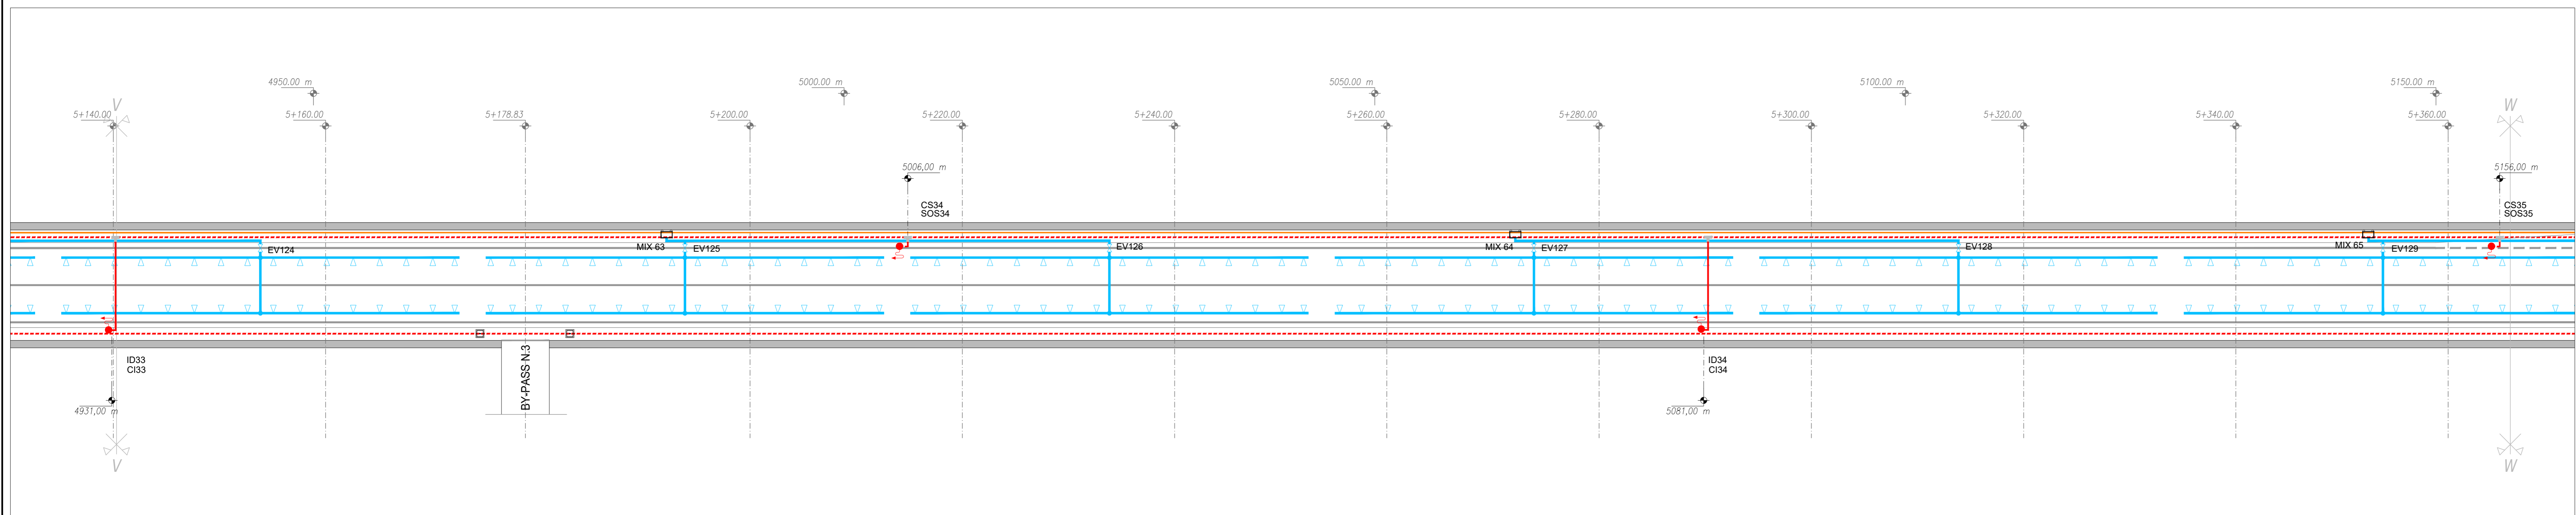 4950.00 m
5000.00 m
5050.00 m
5100.00 m
5150.00 m
V
W
5+140.00
5+160.00
5+178.83
5+200.00
5+220.00
5+240.00
5+260.00
5+280.00
5+300.00
5+320.00
5+340.00
5+360.00
5006,00 m
5156,00 m
CS34
SOS34
CS35
SOS35
EV124
MIX 63
EV125
EV126
MIX 64
EV127
EV128
MIX 65
EV129
ID33
CI33
BY-PASS N.3
ID34
CI34
4931,00 m
5081,00 m
V
W